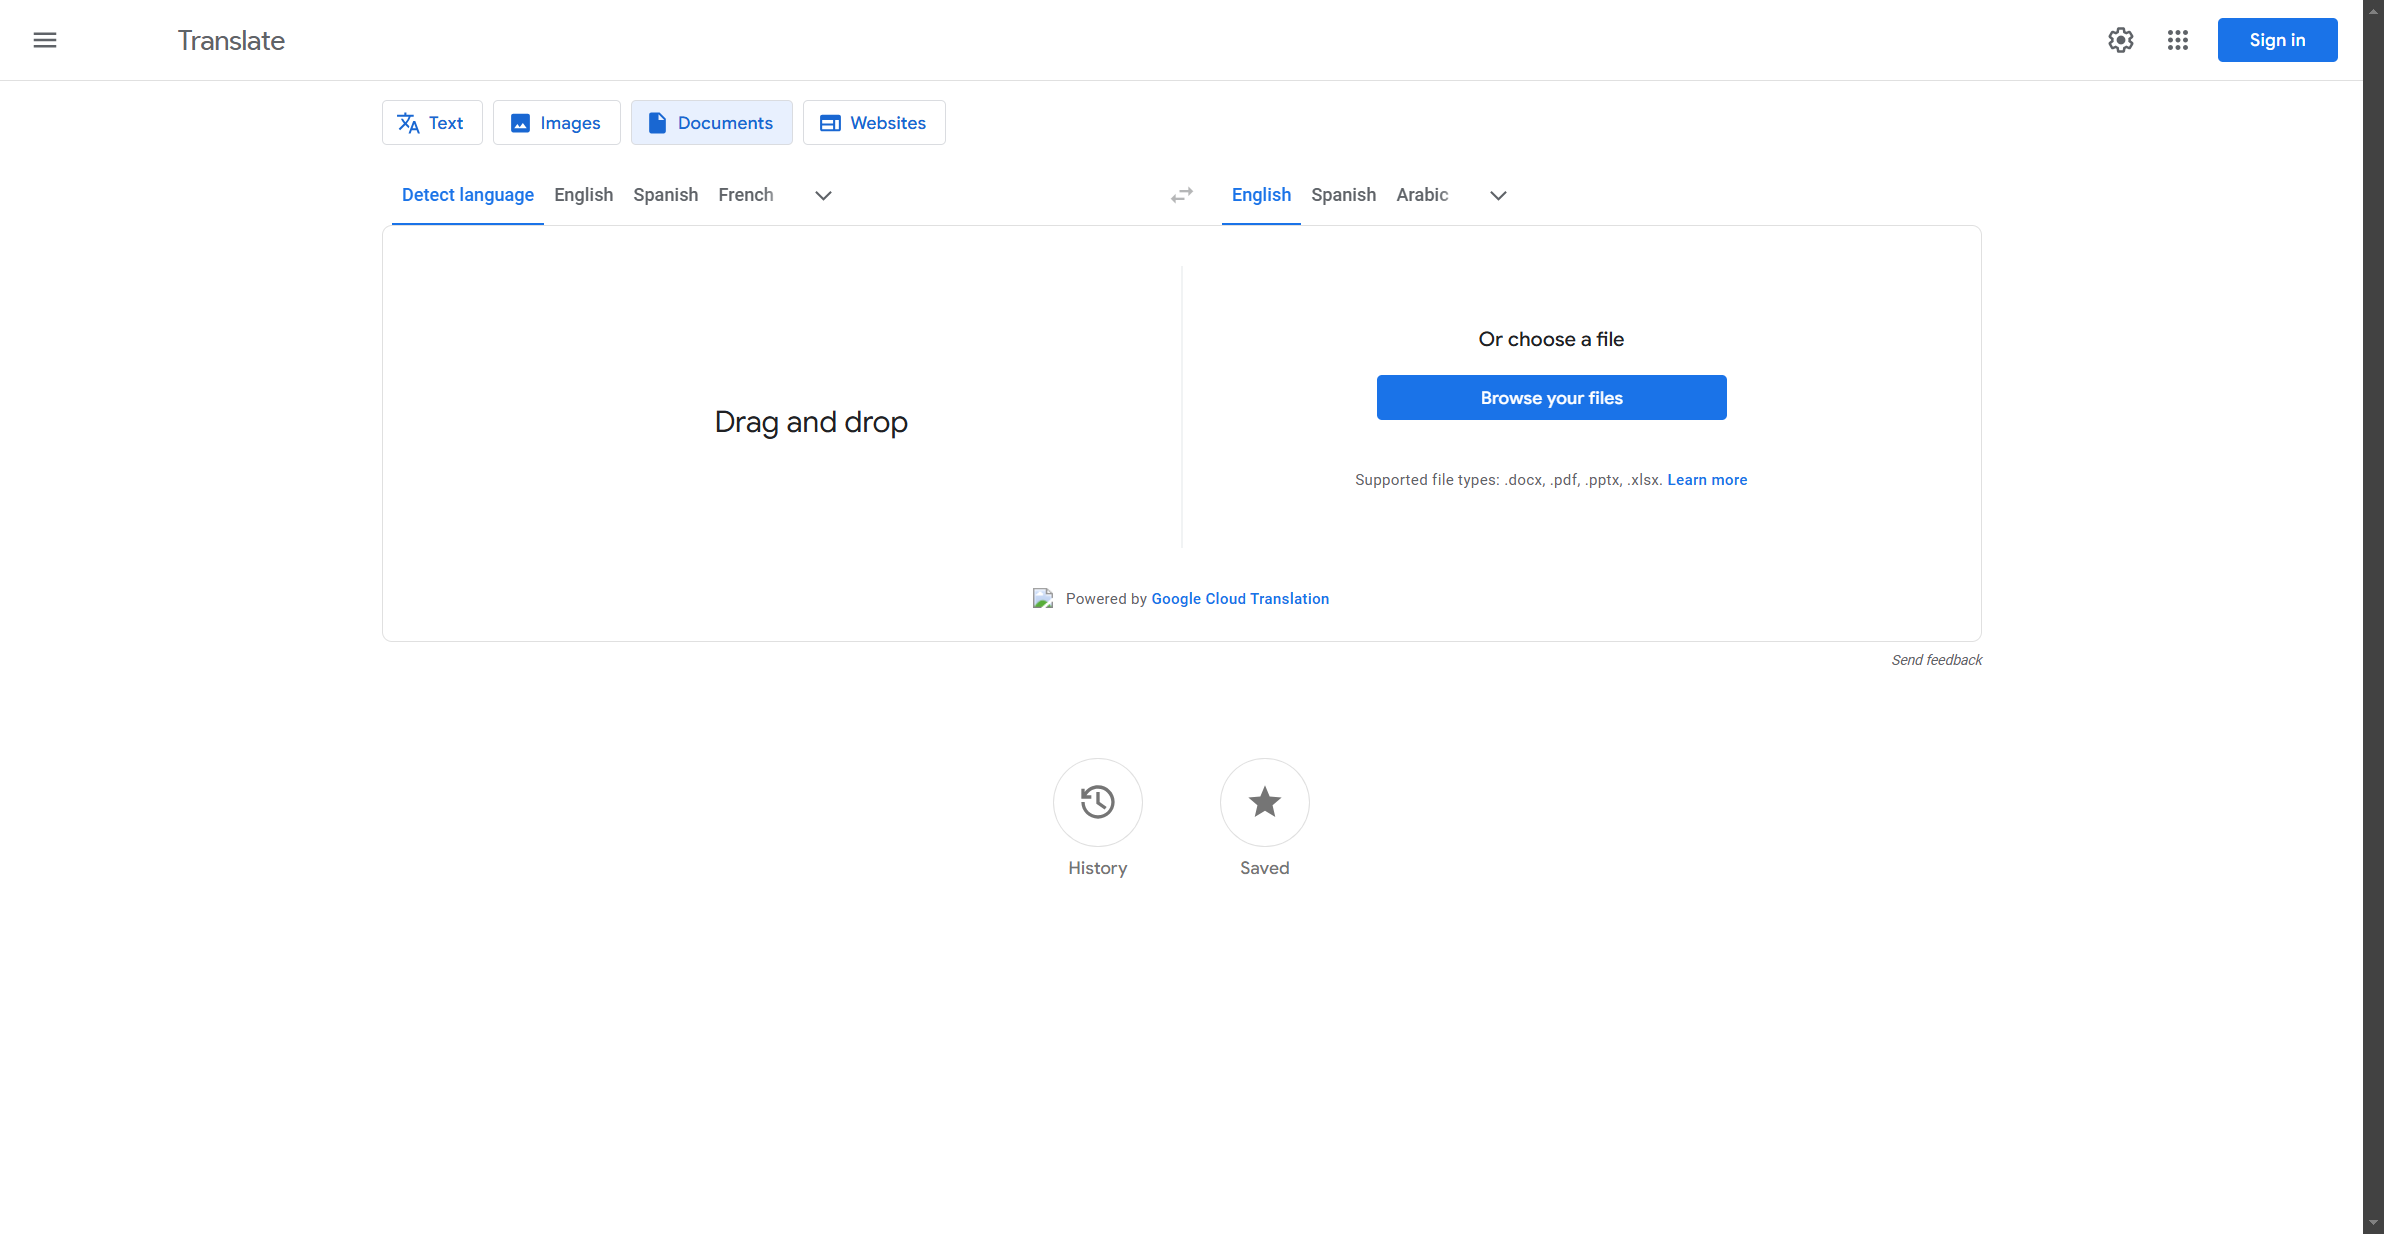 Translate
Sign in
Text
Images
Documents
Websites
Detect language
English
Spanish
French
English
Spanish
Arabic
Drag and drop
Or choose a file
Browse your files
Supported file types: .docx, .pdf, .pptx, .xlsx. Learn more
Powered by Google Cloud Translation
Send feedback
History
Saved